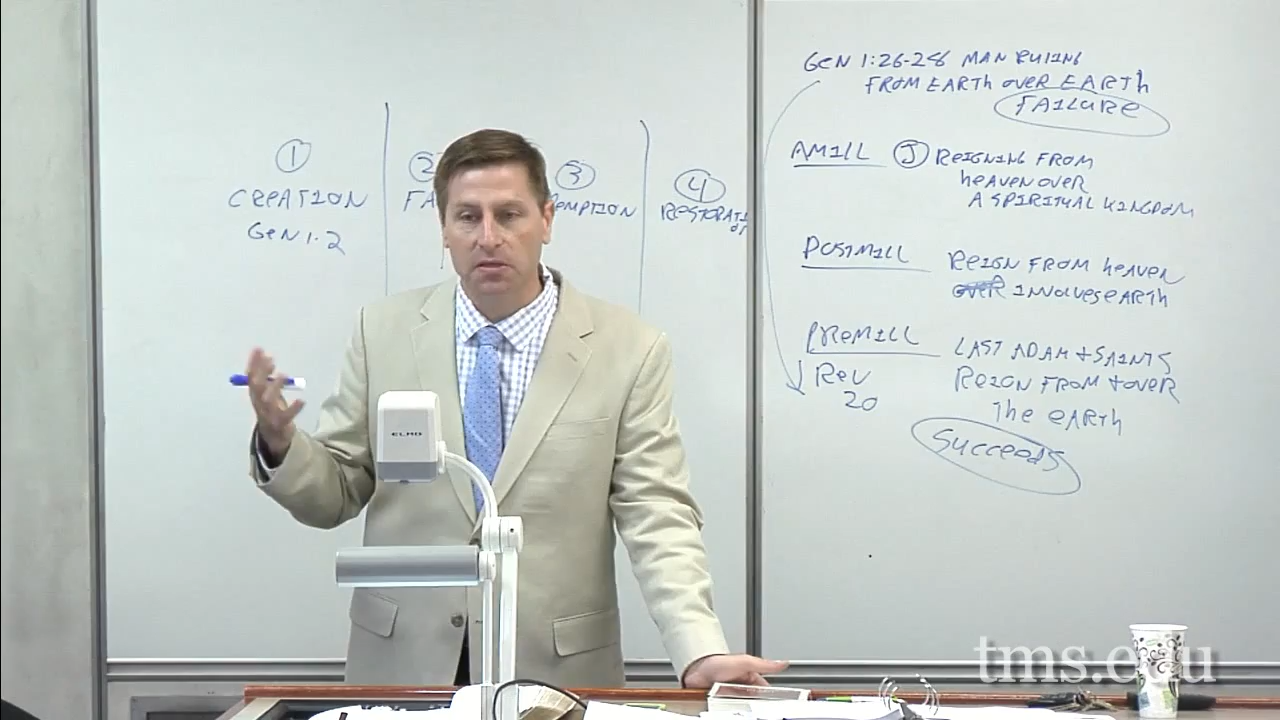 1
CREATION
GEN 1-2
2
FA
3
EMPTION
4
RESTORATI
ON
GEN 1:26-28 MAN RULING
FROM EARTH OVER EARTH
FAILURE
AMILL J REIGNING FROM
HEAVEN OVER
A SPIRITUAL KINGDOM
POSTMILL REIGN FROM HEAVEN
OVER INVOLVES EARTH
PREMILL LAST ADAM + SAINTS
REV REIGN FROM + OVER
20 THE EARTH
SUCCEEDS
ELMO
tms.edu